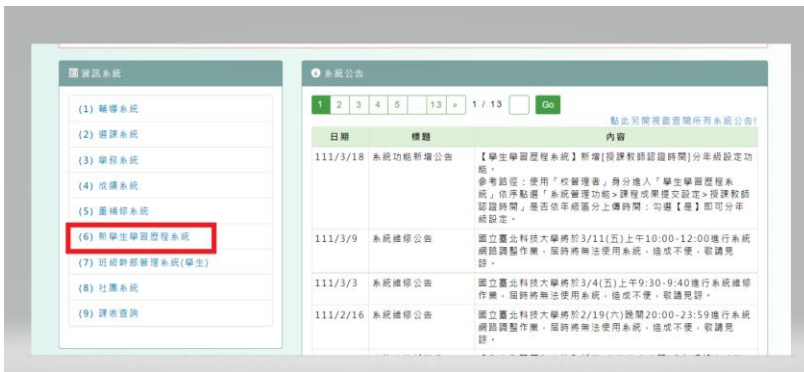 資訊系統
(1) 輔導系統
(2) 選課系統
(3) 學務系統
(4) 成績系統
(5) 重補修系統
(6) 新學生學習歷程系統
(7) 班級幹部管理系統(學生)
(8) 社團系統
(9) 課表查詢
系統公告
1 2 3 4 5 ... 13 » 1 / 13 Go
點此另開視窗查閱所有系統公告!
日期 標題 內容
111/3/18 系統功能新增公告 【學生學習歷程系統】新增[授課教師認證時間]分年級設定功
能。
參考路徑：使用「校管理者」身分進入「學生學習歷程系
統」依序點選「系統管理功能>課程成果提交設定>授課教師
認證時間」是否依年級區分上傳時間：勾選【是】即可分年
級設定。
111/3/9 系統維修公告 國立臺北科技大學將於3/11(五)上午10:00-12:00進行系統
網路調整作業，屆時將無法使用系統，造成不便，敬請見
諒。
111/3/3 系統維修公告 國立臺北科技大學將於3/4(五)上午9:30-9:40進行系統維修
作業，屆時將無法使用系統，造成不便，敬請見諒。
111/2/16 系統維修公告 國立臺北科技大學將於2/19(六)晚間20:00-23:59進行系統
網路調整作業，屆時將無法使用系統，造成不便，敬請見
諒。